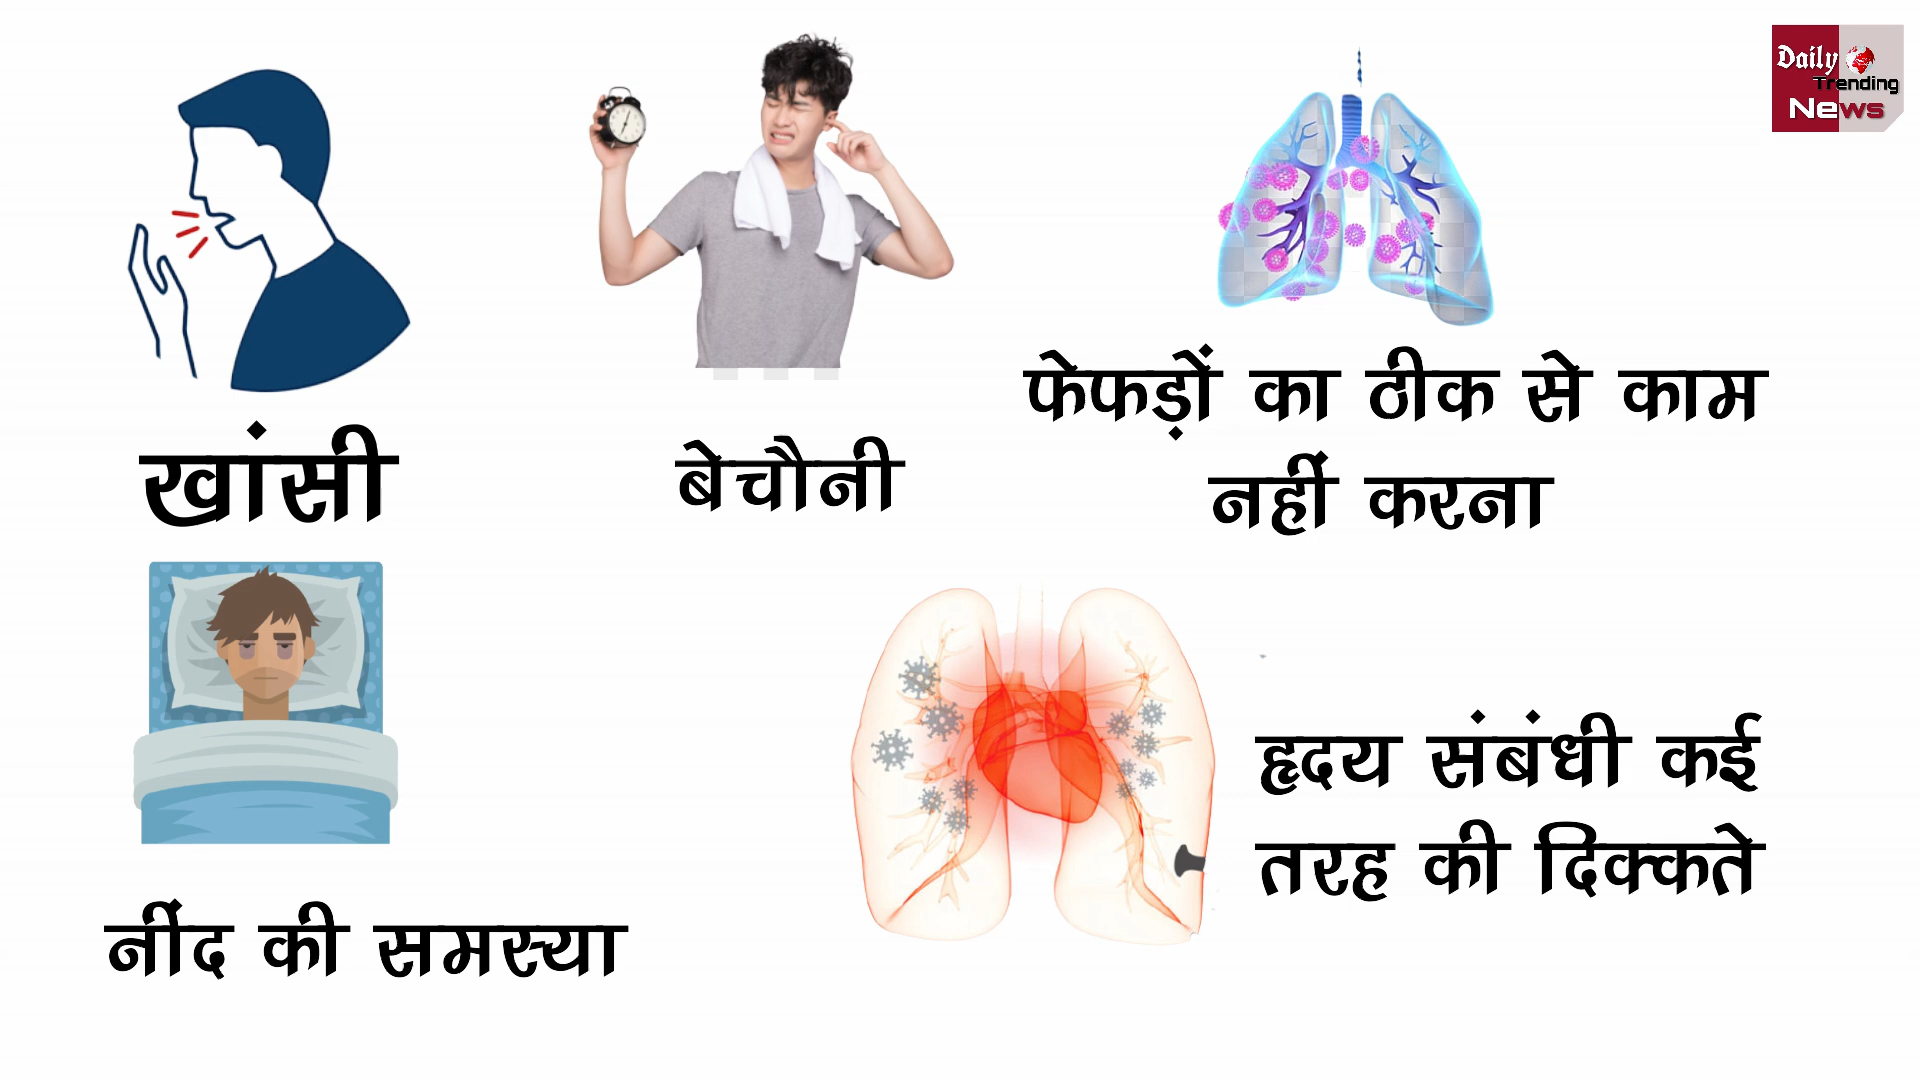 Daily
Trending
News
खांसी
बेचौनी
फेफड़ों का ठीक से काम
नहीं करना
नींद की समस्या
हृदय संबंधी कई
तरह की दिक्कते